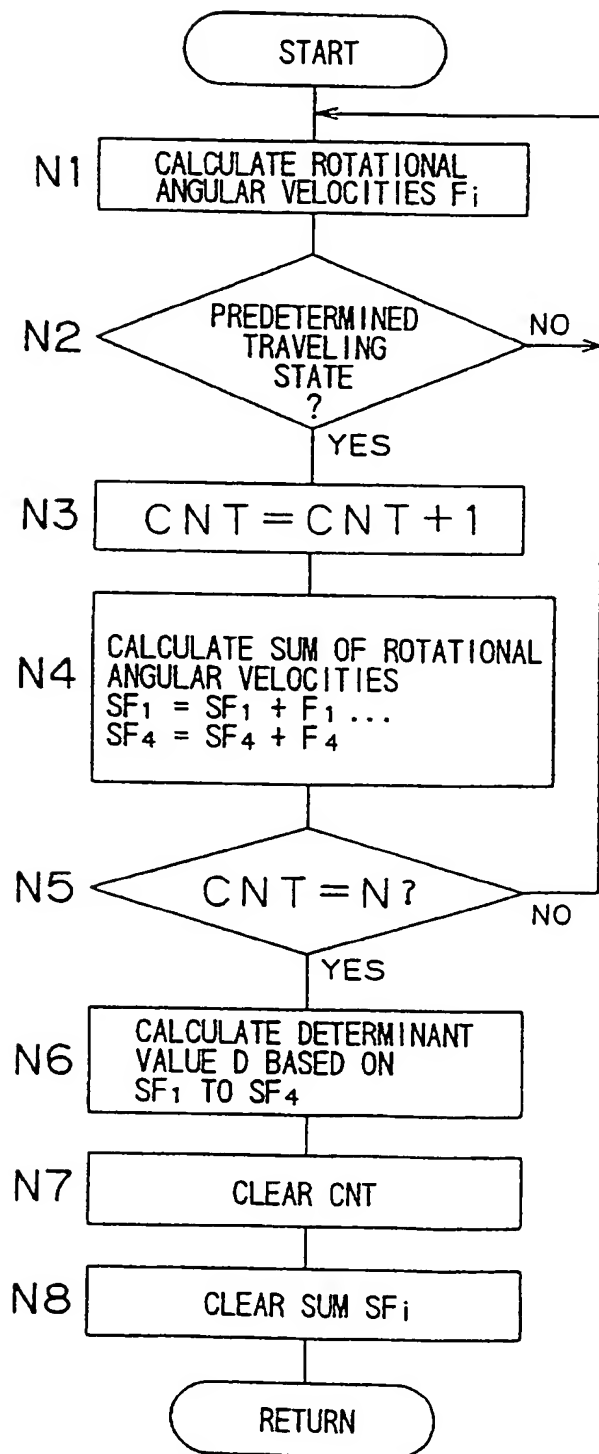 START
N1
CALCULATE ROTATIONAL
ANGULAR VELOCITIES Fi
N2
PREDETERMINED
TRAVELING
STATE
?
NO
YES
N3
CNT=CNT+1
N4
CALCULATE SUM OF ROTATIONAL
ANGULAR VELOCITIES
SF1 = SF1 + F1 ...
SF4 = SF4 + F4
N5
CNT=N?
NO
YES
N6
CALCULATE DETERMINANT
VALUE D BASED ON
SF1 TO SF4
N7
CLEAR CNT
N8
CLEAR SUM SFi
RETURN